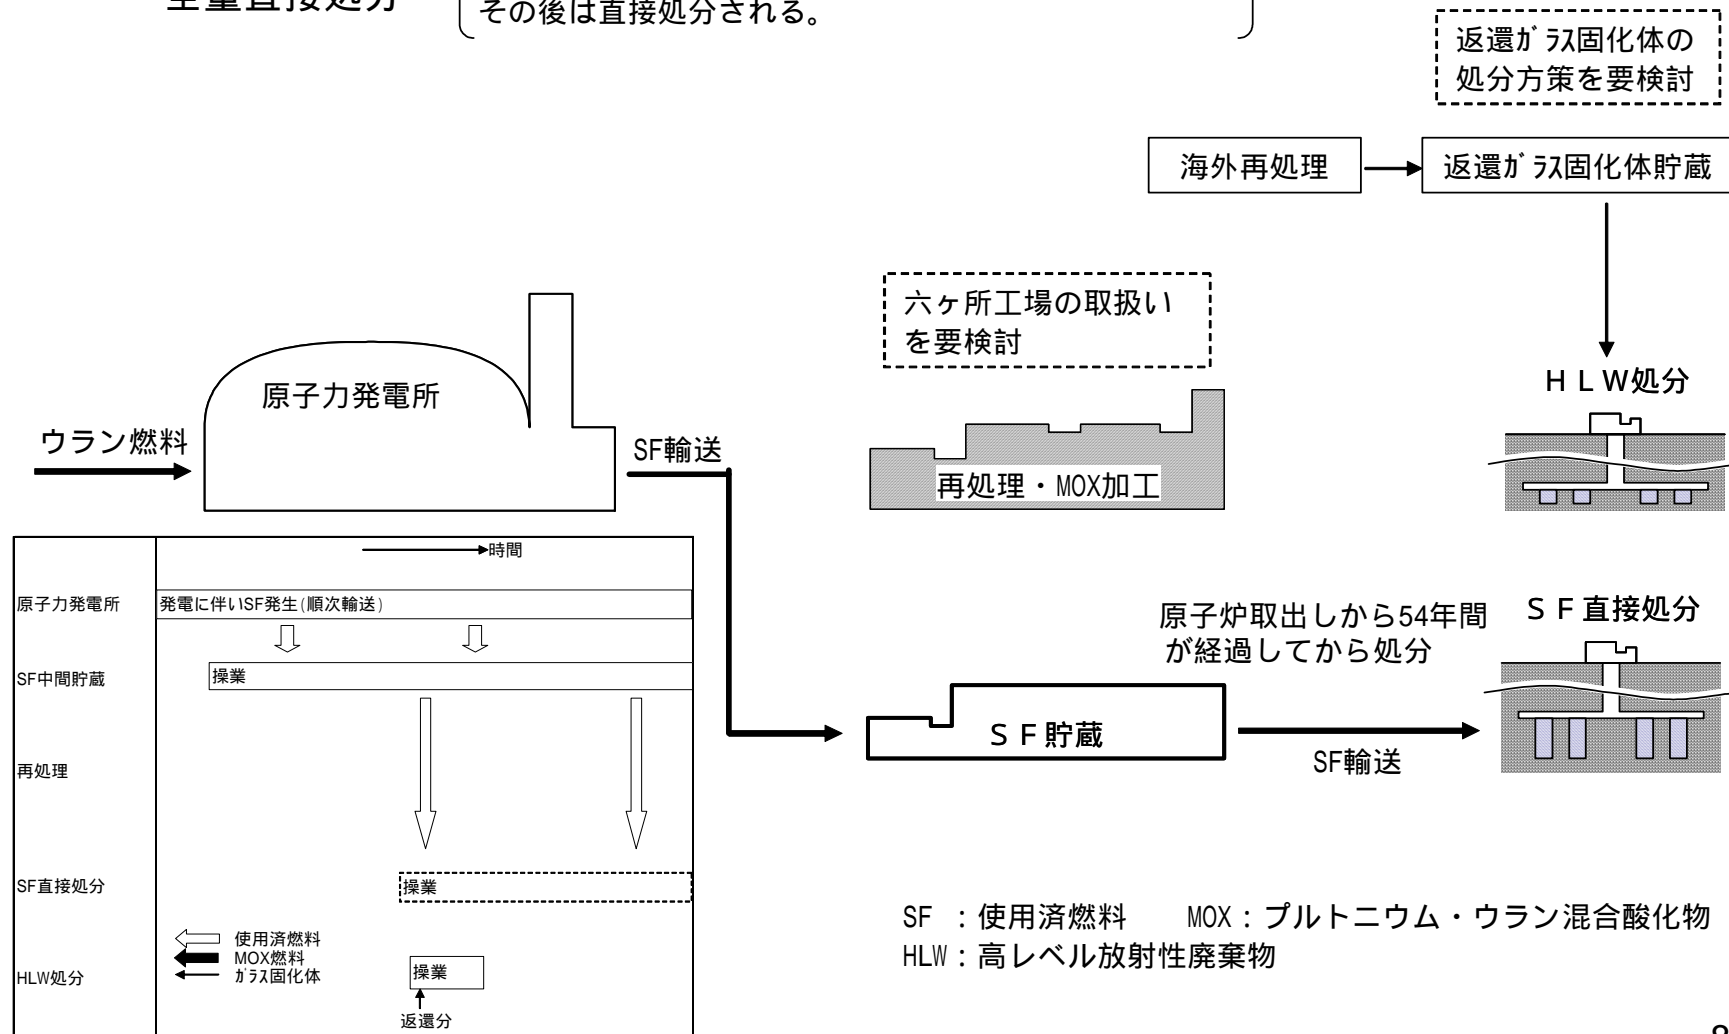 全量直接処分
その後は直接処分される。
返還ガラス固化体の
処分方策を要検討
海外再処理
返還ガラス固化体貯蔵
六ヶ所工場の取扱い
を要検討
HLW処分
原子力発電所
ウラン燃料
SF輸送
再処理・MOX加工
時間
原子力発電所
発電に伴いSF発生(順次輸送)
SF中間貯蔵
操業
再処理
SF直接処分
操業
使用済燃料
MOX燃料
ガラス固化体
HLW処分
操業
返還分
原子炉取出しから54年間
が経過してから処分
SF直接処分
SF貯蔵
SF輸送
SF:使用済燃料 MOX:プルトニウム・ウラン混合酸化物
HLW:高レベル放射性廃棄物